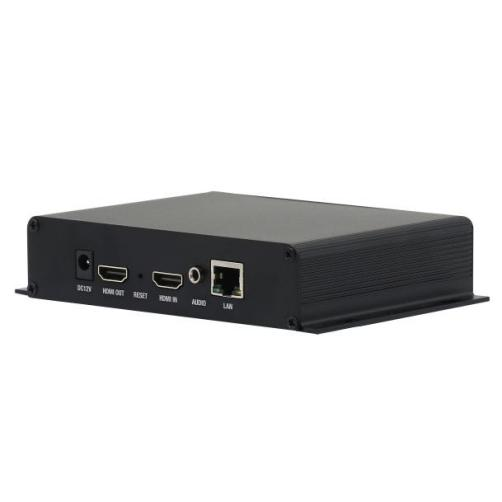 DC12V
HDMI OUT
RESET
HDMI IN
AUDIO
LAN